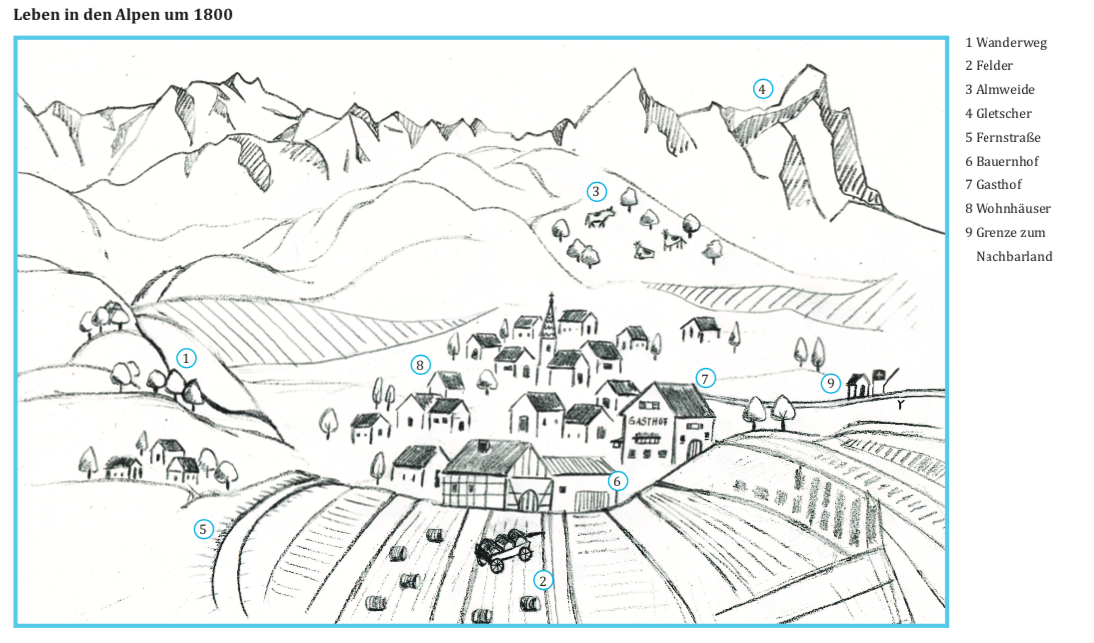 Leben in den Alpen um 1800
1 Wanderweg
2 Felder
3 Almweide
4 Gletscher
5 Fernstraße
6 Bauernhof
7 Gasthof
8 Wohnhäuser
9 Grenze zum
Nachbarland
4
3
1
8
7
9
GASTHOF
6
5
2